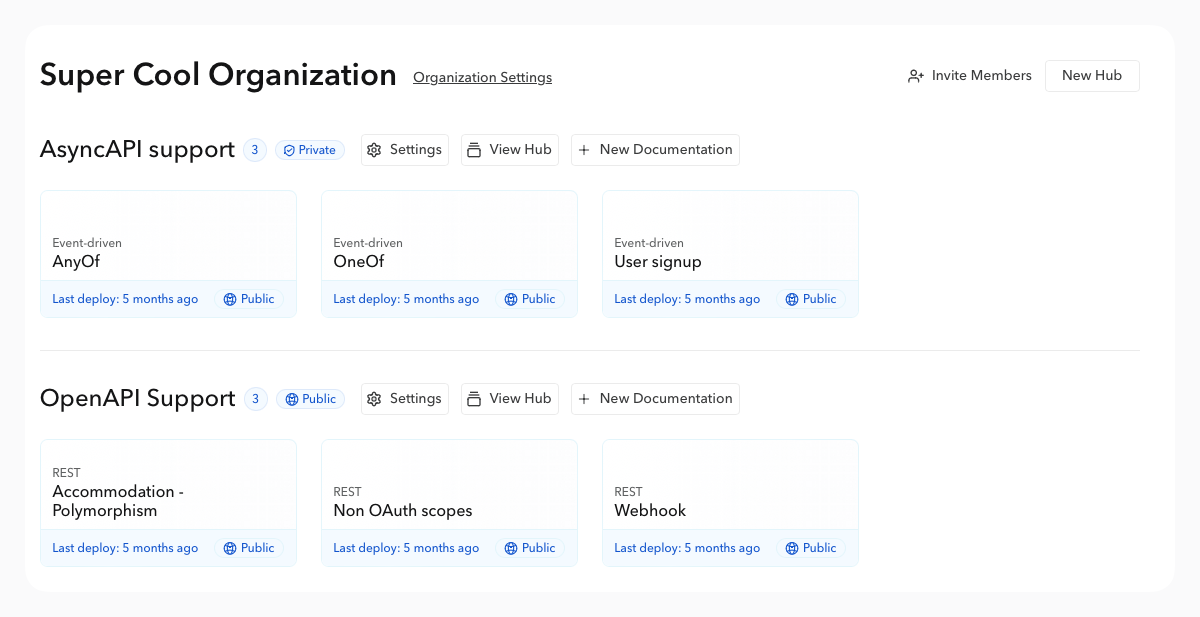 Super Cool Organization Organization Settings Invite Members New Hub
AsyncAPI support 3 Private Settings View Hub New Documentation
Event-driven
AnyOf
Last deploy: 5 months ago Public
Event-driven
OneOf
Last deploy: 5 months ago Public
Event-driven
User signup
Last deploy: 5 months ago Public
OpenAPI Support 3 Public Settings View Hub New Documentation
REST
Accommodation -
Polymorphism
Last deploy: 5 months ago Public
REST
Non OAuth scopes
Last deploy: 5 months ago Public
REST
Webhook
Last deploy: 5 months ago Public